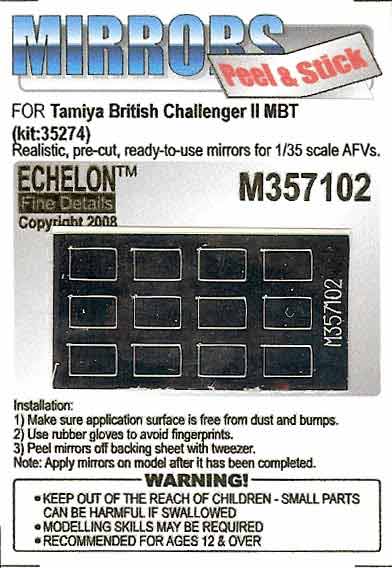 MIRRORS
Peel & Stick
FOR Tamiya British Challenger II MBT
(kit:35274)
Realistic, pre-cut, ready-to-use mirrors for 1/35 scale AFVs.
ECHELON™
Fine Details
Copyright 2008
M357102
M357102
Installation:
1) Make sure application surface is free from dust and bumps.
2) Use rubber gloves to avoid fingerprints.
3) Peel mirrors off backing sheet with tweezer.
Note: Apply mirrors on model after it has been completed.
WARNING!
• KEEP OUT OF THE REACH OF CHILDREN - SMALL PARTS
CAN BE HARMFUL IF SWALLOWED
• MODELLING SKILLS MAY BE REQUIRED
• RECOMMENDED FOR AGES 12 & OVER